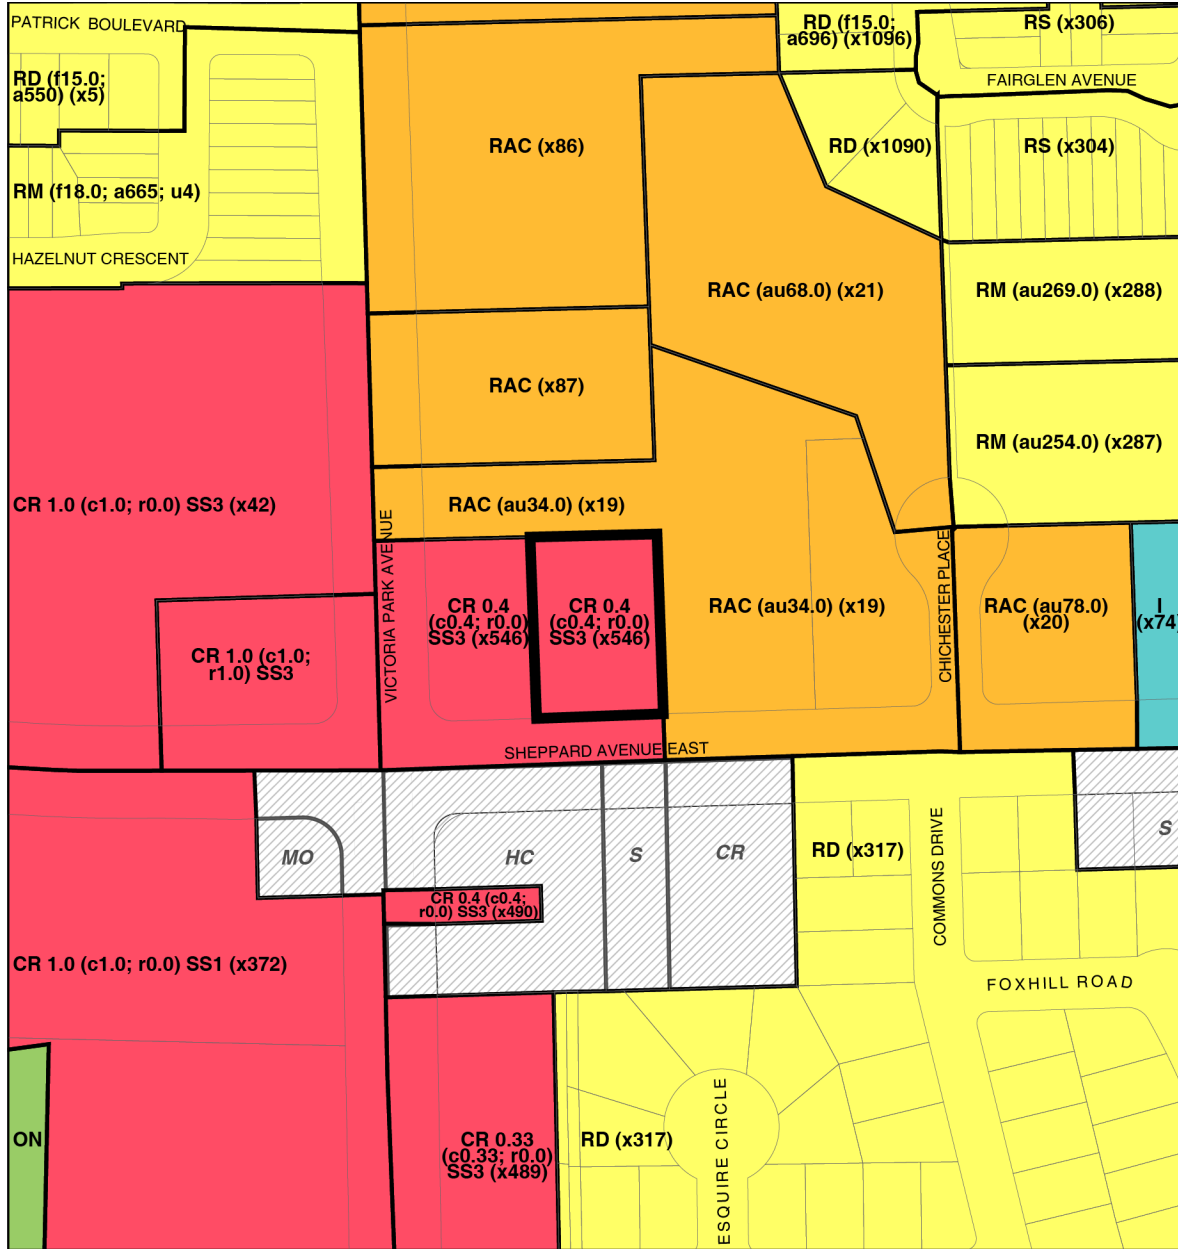 PATRICK BOULEVARD
RD (f15.0;
a696) (x1096)
RS (x306)
RD (f15.0;
a550) (x5)
FAIRGLEN AVENUE
RAC (x86)
RD (x1090)
RS (x304)
RM (f18.0; a665; u4)
HAZELNUT CRESCENT
RAC (au68.0) (x21)
RM (au269.0) (x288)
RAC (x87)
RM (au254.0) (x287)
CR 1.0 (c1.0; r0.0) SS3 (x42)
RAC (au34.0) (x19)
VICTORIA PARK AVENUE
CHICHESTER PLACE
CR 0.4
(c0.4; r0.0)
SS3 (x546)
CR 0.4
(c0.4; r0.0)
SS3 (x546)
RAC (au34.0) (x19)
RAC (au78.0)
(x20)
I
(x74)
CR 1.0 (c1.0;
r1.0) SS3
SHEPPARD AVENUE EAST
MO
HC
S
CR
RD (x317)
COMMONS DRIVE
S
CR 0.4 (c0.4;
r0.0) SS3 (x490)
CR 1.0 (c1.0; r0.0) SS1 (x372)
FOXHILL ROAD
ON
CR 0.33
(c0.33; r0.0)
SS3 (x489)
RD (x317)
ESQUIRE CIRCLE